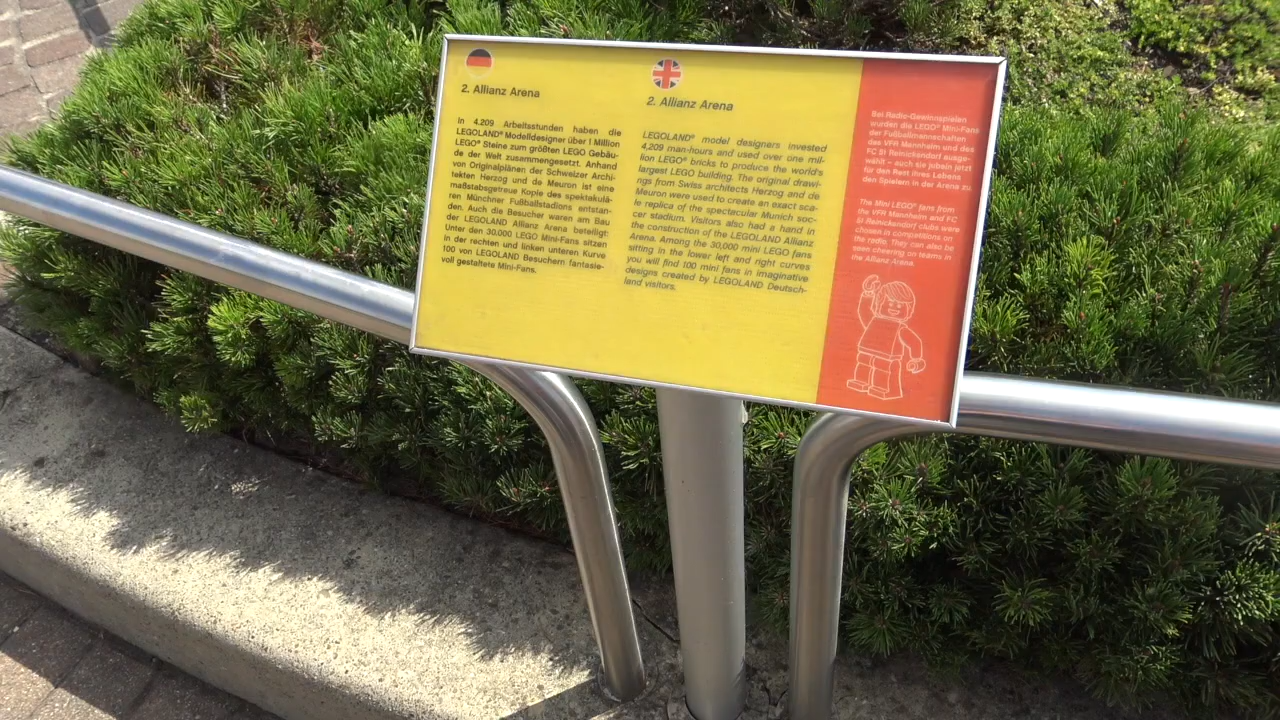 2. Allianz Arena
In 4.209 Arbeitsstunden haben die
LEGOLAND® Modelldesigner über 1 Million
LEGO® Steine zum größten LEGO Gebäu-
de der Welt zusammengesetzt. Anhand
von Originalplänen der Schweizer Archi-
tekten Herzog und de Meuron ist eine
maßstabsgetreue Kopie des spektakulä-
ren Münchner Fußballstadions entstan-
den. Auch die Besucher waren am Bau
der LEGOLAND Allianz Arena beteiligt:
Unter den 30.000 LEGO Mini-Fans sitzen
in der rechten und linken unteren Kurve
100 von LEGOLAND Besuchern fantasie-
voll gestaltete Mini-Fans.
2. Allianz Arena
LEGOLAND® model designers invested
4,209 man-hours and used over one mil-
lion LEGO® bricks to produce the world's
largest LEGO building. The original drawi-
ngs from Swiss architects Herzog and de
Meuron were used to create an exact sca-
le replica of the spectacular Munich soc-
cer stadium. Visitors also had a hand in
the construction of the LEGOLAND Allianz
Arena. Among the 30,000 mini LEGO fans
sitting in the lower left and right curves
you will find 100 mini fans in imaginative
designs created by LEGOLAND Deutsch-
land visitors.
Bei Radio-Gewinnspielen
wurden die LEGO® Mini-Fans
der Fußballmannschaften
des VFR Mannheim und des
FC 51 Reinickendorf ausge-
wählt – auch sie jubeln jetzt
für den Rest ihres Lebens
den Spielern in der Arena zu.
The Mini LEGO® fans from
the VFR Mannheim and FC
51 Reinickendorf clubs were
chosen in competitions on
the radio. They can also be
seen cheering on teams in
the Allianz Arena.